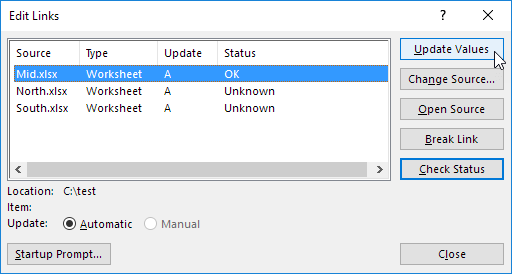 Edit Links
Source Type Update Status
Mid.xlsx Worksheet A OK
North.xlsx Worksheet A Unknown
South.xlsx Worksheet A Unknown
Update Values
Change Source...
Open Source
Break Link
Check Status
Location: C:\test
Item:
Update: Automatic Manual
Startup Prompt... Close